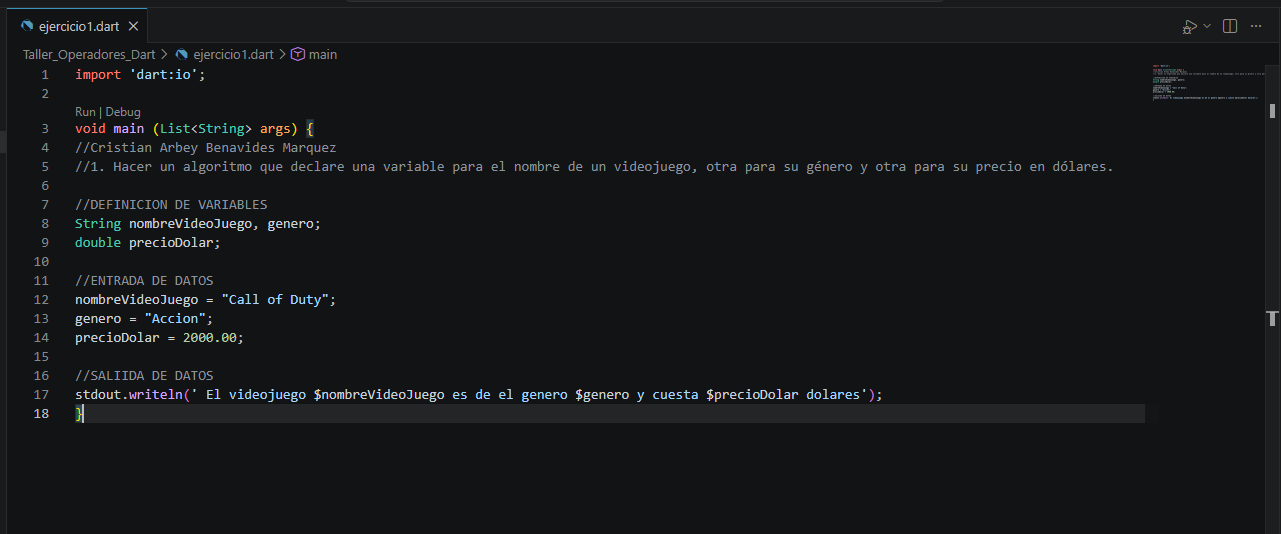 ejercicio1.dart
Taller_Operadores_Dart > ejercicio1.dart > main
1 import 'dart:io';
2
Run | Debug
3 void main (List<String> args) {
4 //Cristian Arbey Benavides Marquez
5 //1. Hacer un algoritmo que declare una variable para el nombre de un videojuego, otra para su género y otra para su precio en dólares.
6
7 //DEFINICION DE VARIABLES
8 String nombreVideoJuego, genero;
9 double precioDolar;
10
11 //ENTRADA DE DATOS
12 nombreVideoJuego = "Call of Duty";
13 genero = "Accion";
14 precioDolar = 2000.00;
15
16 //SALIIDA DE DATOS
17 stdout.writeln(' El videojuego $nombreVideoJuego es de el genero $genero y cuesta $precioDolar dolares');
18 }